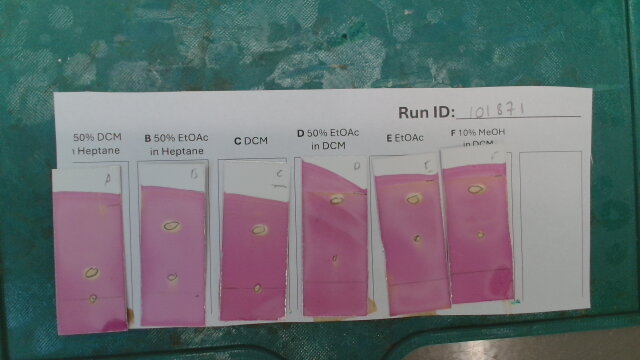 Run ID: 101871
50% DCM
in Heptane
B 50% EtOAc
in Heptane
C DCM
D 50% EtOAc
in DCM
E EtOAc
F 10% MeOH
in DCM
A
B
C
D
E
F